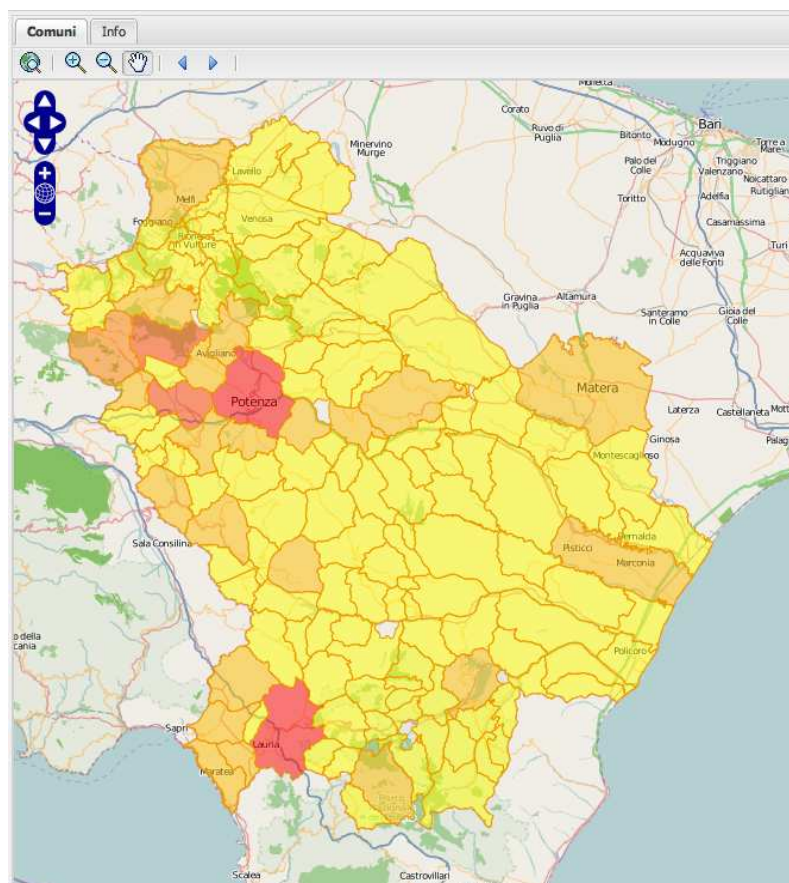 Comuni Info
Corato
Ruvo di
Puglia
Bitonto
Bari
Modugno
Torre a
Mare
Minervino
Murge
Palo del
Colle
Triggiano
Valenzano
Noicattaro
Rutigliano
Toritto
Adelfia
Lavello
Melfi
Casamassima
Foggiano
Venosa
Rionero
in Vulture
Turi
Acquaviva
delle Fonti
Gravina
in Puglia
Altamura
Santeramo
in Colle
Gioia del
Colle
Avigliano
Matera
Potenza
Laterza
Castellaneta
Mott
Ginosa
Palag
Montescaglioso
Sala Consilina
Bernalda
Pisticci
Marconia
o della
cania
Policoro
Sapri
Lauria
Maratea
Scalea
Castrovillari